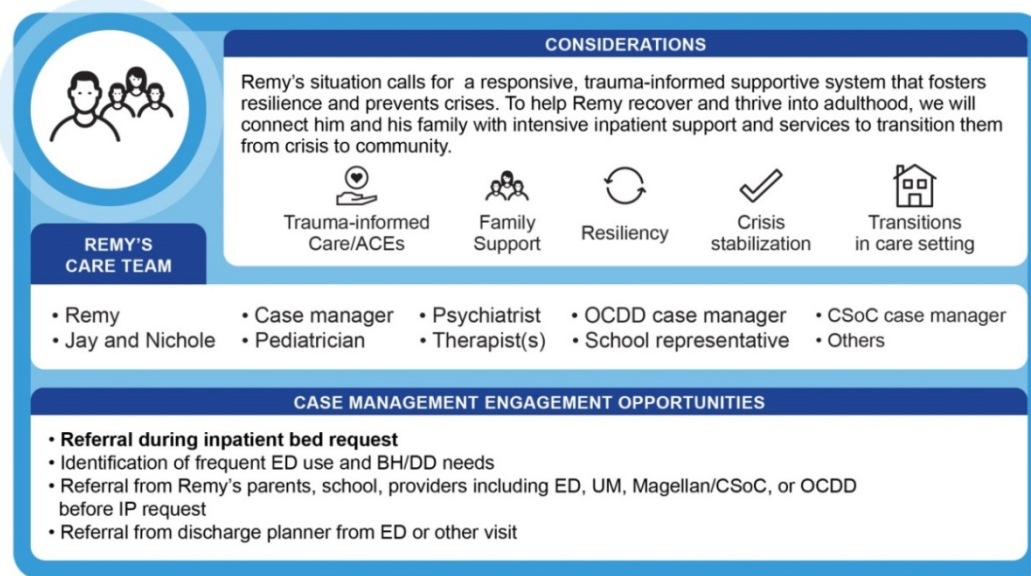 CONSIDERATIONS
Remy's situation calls for a responsive, trauma-informed supportive system that fosters
resilience and prevents crises. To help Remy recover and thrive into adulthood, we will
connect him and his family with intensive inpatient support and services to transition them
from crisis to community.
Trauma-informed
Care/ACEs
Family
Support
Resiliency
Crisis
stabilization
Transitions
in care setting
REMY'S
CARE TEAM
• Remy
• Jay and Nichole
• Case manager
• Pediatrician
• Psychiatrist
• Therapist(s)
• OCDD case manager
• School representative
• CSoC case manager
• Others
CASE MANAGEMENT ENGAGEMENT OPPORTUNITIES
• Referral during inpatient bed request
• Identification of frequent ED use and BH/DD needs
• Referral from Remy's parents, school, providers including ED, UM, Magellan/CSoC, or OCDD
before IP request
• Referral from discharge planner from ED or other visit